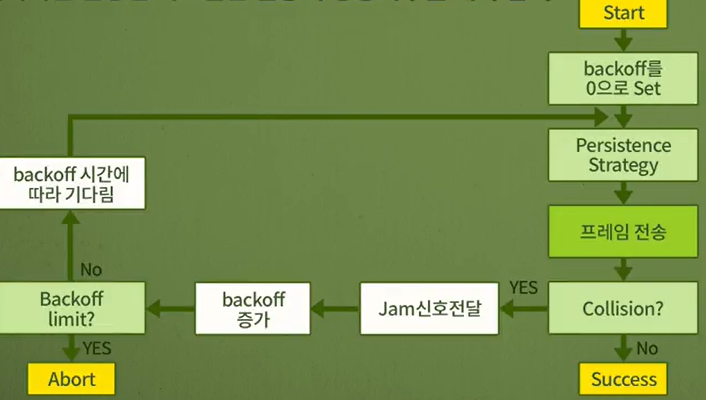 Start
backoff를
0으로 Set
Persistence
Strategy
프레임 전송
Collision?
YES
No
Success
Jam신호전달
backoff
증가
Backoff
limit?
No
YES
backoff 시간에
따라 기다림
Abort